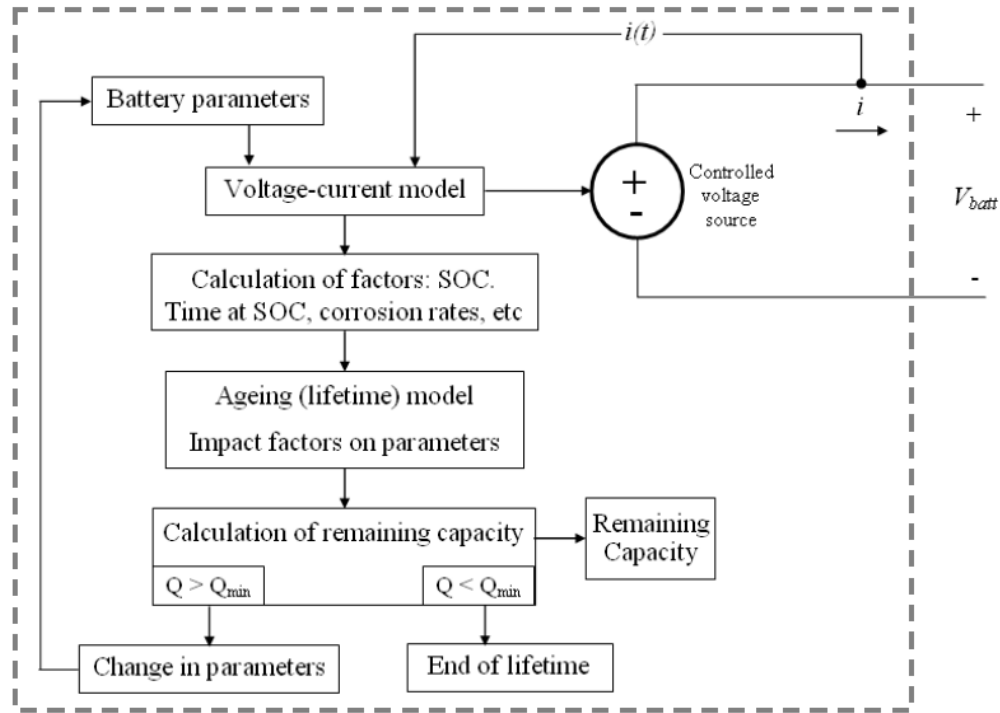 i(t)
Battery parameters
i
+
Voltage-current model
+
-
Controlled
voltage
source
V_batt
-
Calculation of factors: SOC.
Time at SOC, corrosion rates, etc
Ageing (lifetime) model
Impact factors on parameters
Calculation of remaining capacity
Remaining
Capacity
Q > Q_min
Q < Q_min
Change in parameters
End of lifetime